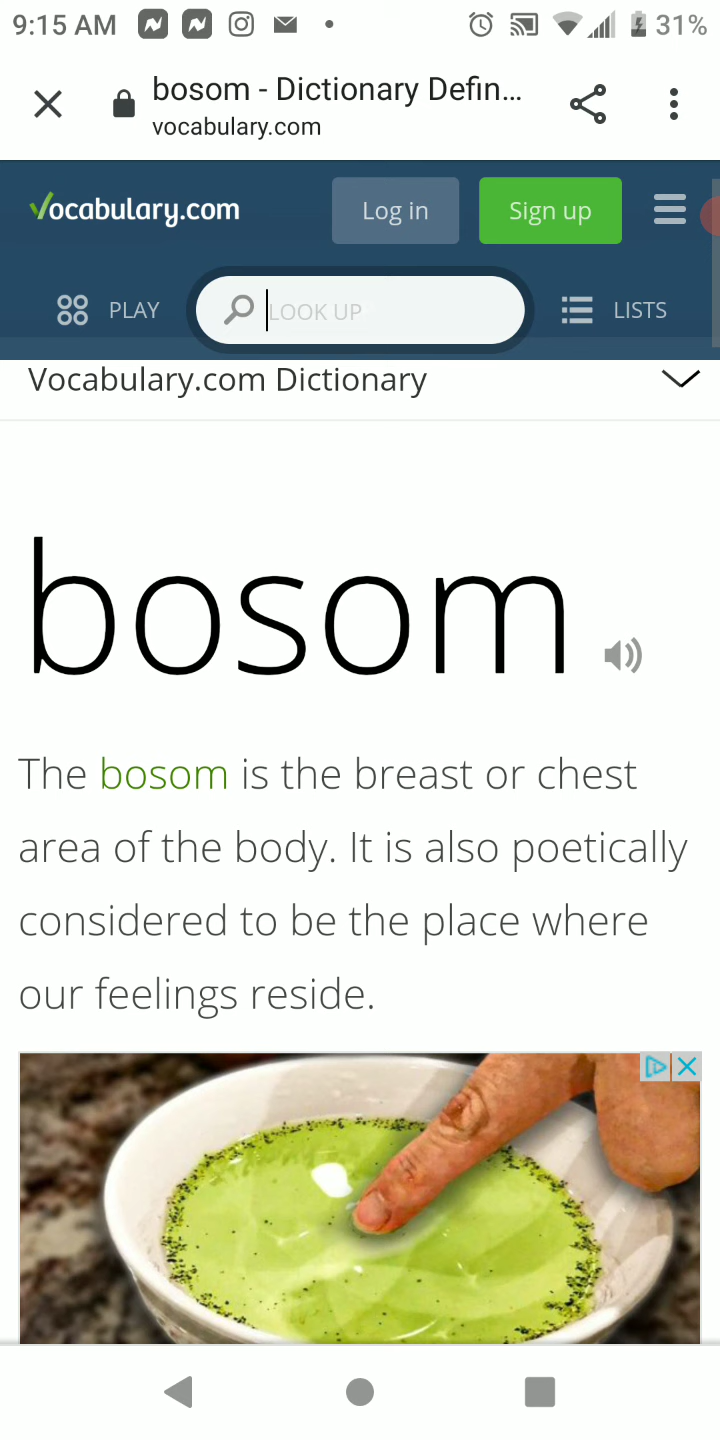 9:15 AM 31%
bosom - Dictionary Defin...
vocabulary.com
Vocabulary.com Log in Sign up
PLAY LOOK UP LISTS
Vocabulary.com Dictionary
bosom
The bosom is the breast or chest
area of the body. It is also poetically
considered to be the place where
our feelings reside.